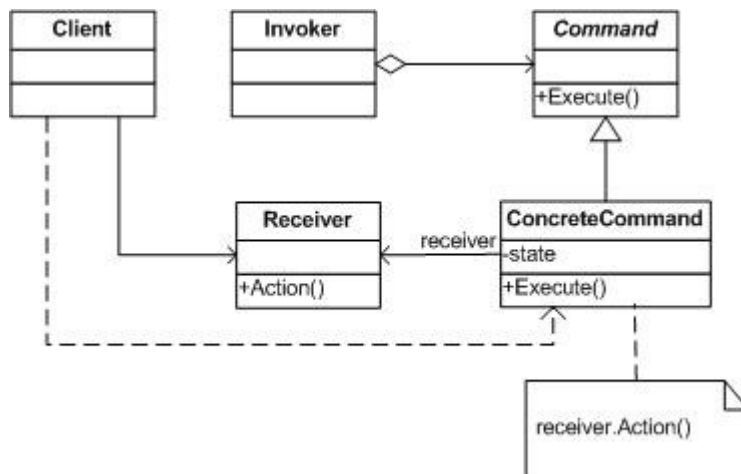 Client
Invoker
Command
+Execute()
Receiver
+Action()
receiver
ConcreteCommand
-state
+Execute()
receiver.Action()